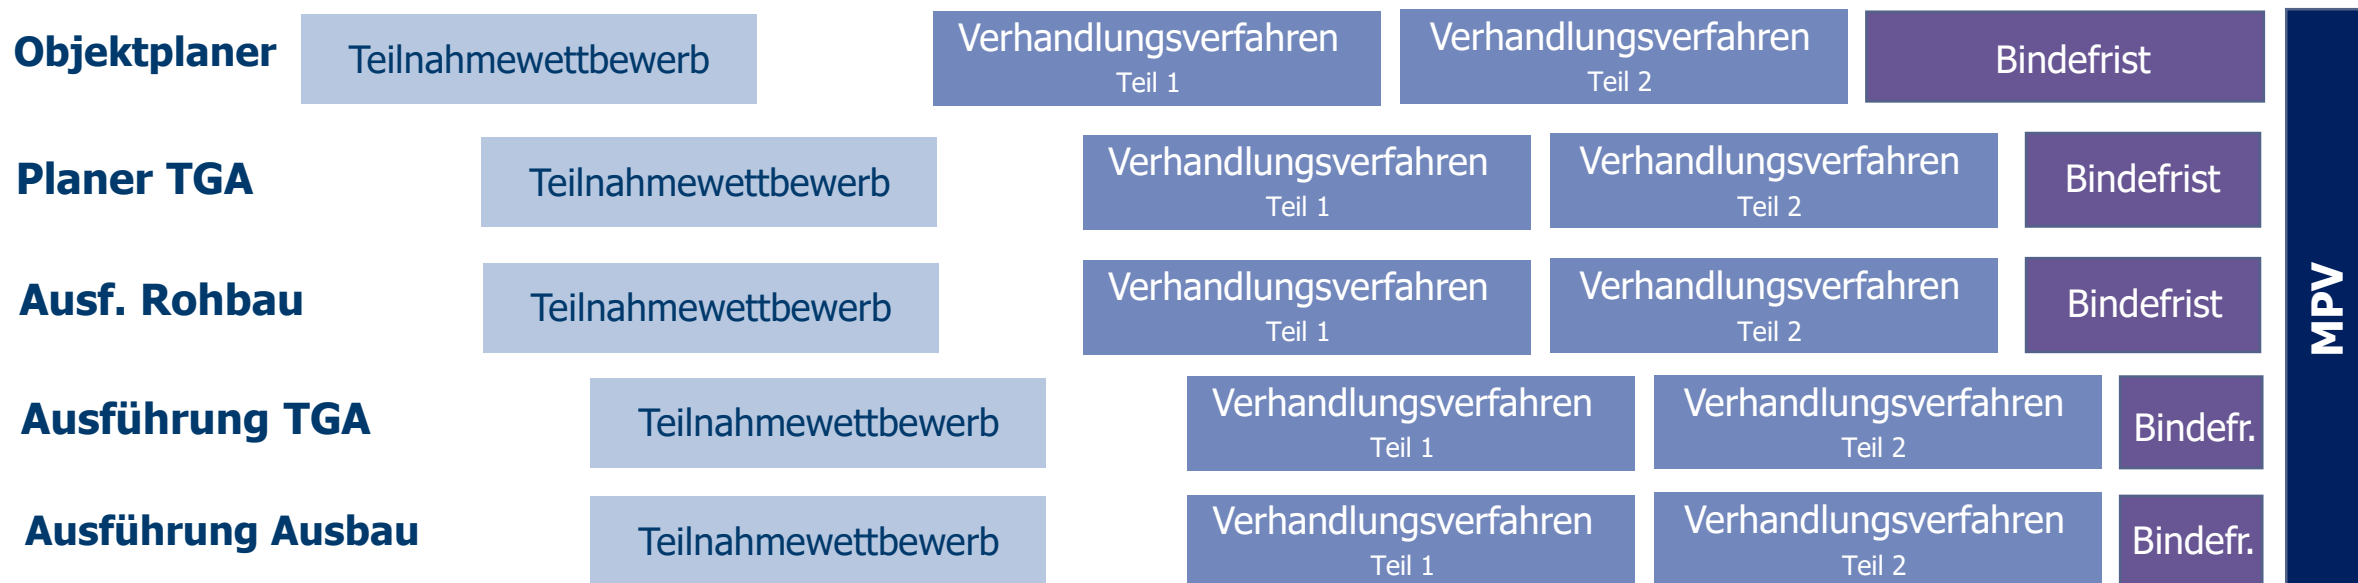 Objektplaner
Teilnahmewettbewerb
Verhandlungsverfahren
Teil 1
Verhandlungsverfahren
Teil 2
Bindefrist
Planer TGA
Teilnahmewettbewerb
Verhandlungsverfahren
Teil 1
Verhandlungsverfahren
Teil 2
Bindefrist
Ausf. Rohbau
Teilnahmewettbewerb
Verhandlungsverfahren
Teil 1
Verhandlungsverfahren
Teil 2
Bindefrist
Ausführung TGA
Teilnahmewettbewerb
Verhandlungsverfahren
Teil 1
Verhandlungsverfahren
Teil 2
Bindefr.
Ausführung Ausbau
Teilnahmewettbewerb
Verhandlungsverfahren
Teil 1
Verhandlungsverfahren
Teil 2
Bindefr.
MPV